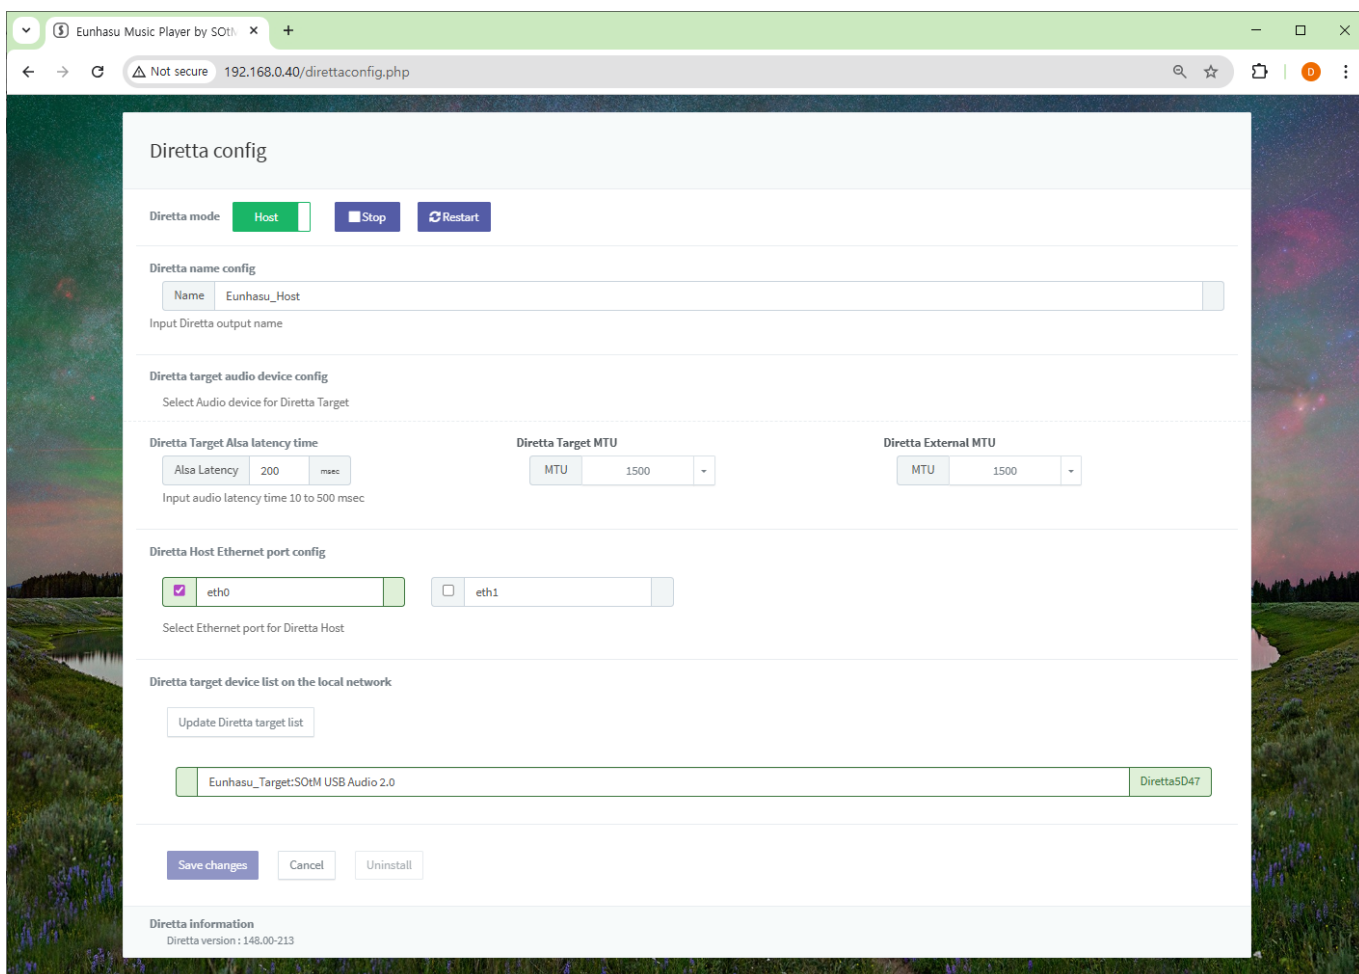 Eunhasu Music Player by SOt
Not secure 192.168.0.40/direttaconfig.php
D
Diretta config
Diretta mode Host Stop Restart
Diretta name config
Name Eunhasu_Host
Input Diretta output name
Diretta target audio device config
Select Audio device for Diretta Target
Diretta Target Alsa latency time Diretta Target MTU Diretta External MTU
Alsa Latency 200 msec MTU 1500 MTU 1500
Input audio latency time 10 to 500 msec
Diretta Host Ethernet port config
eth0 eth1
Select Ethernet port for Diretta Host
Diretta target device list on the local network
Update Diretta target list
Eunhasu_Target:SOtM USB Audio 2.0 Diretta5D47
Save changes Cancel Uninstall
Diretta information
Diretta version : 148.00-213